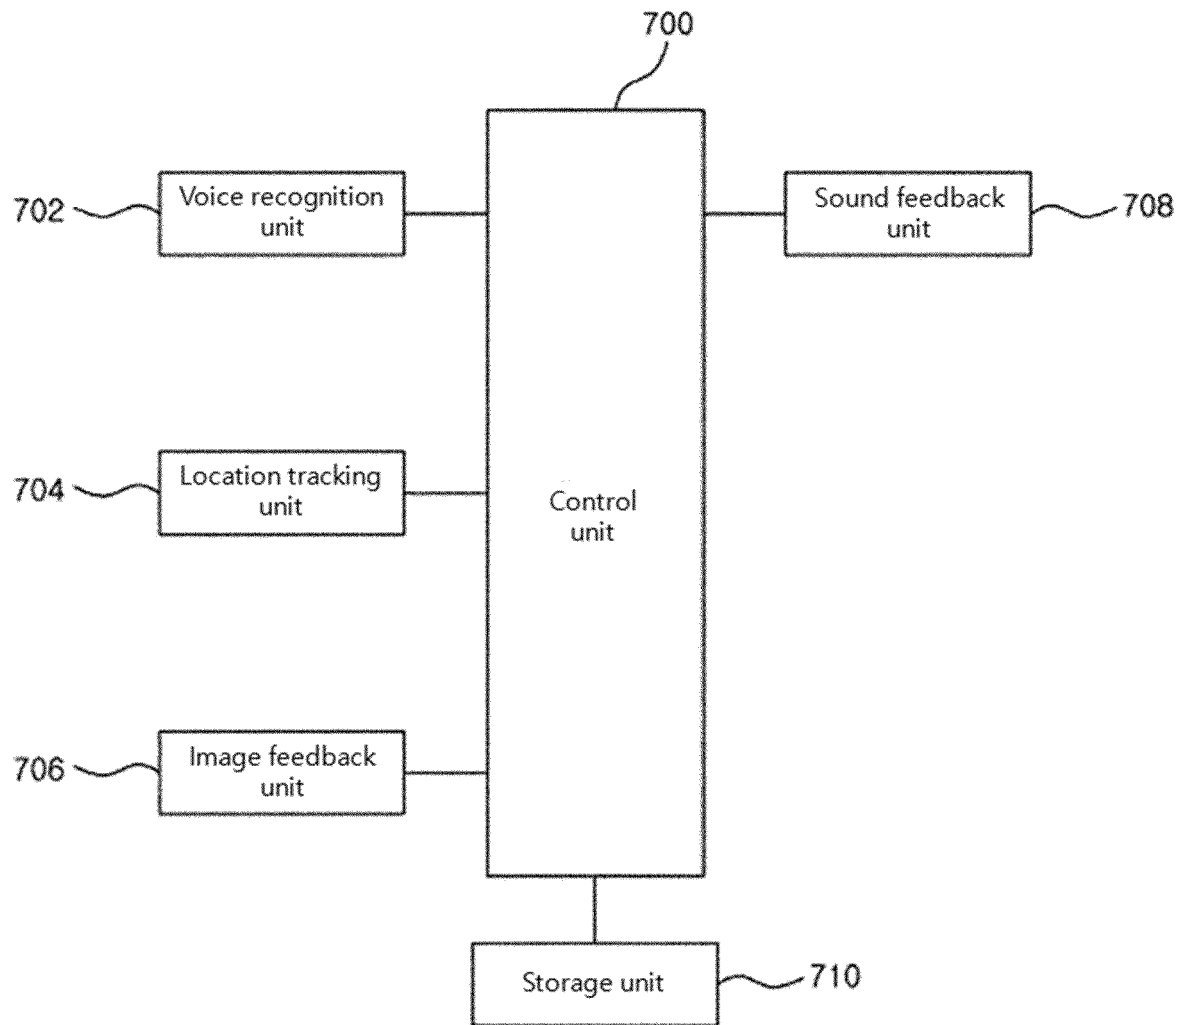 700
702
Voice recognition
unit
Sound feedback
unit
708
704
Location tracking
unit
Control
unit
706
Image feedback
unit
Storage unit
710